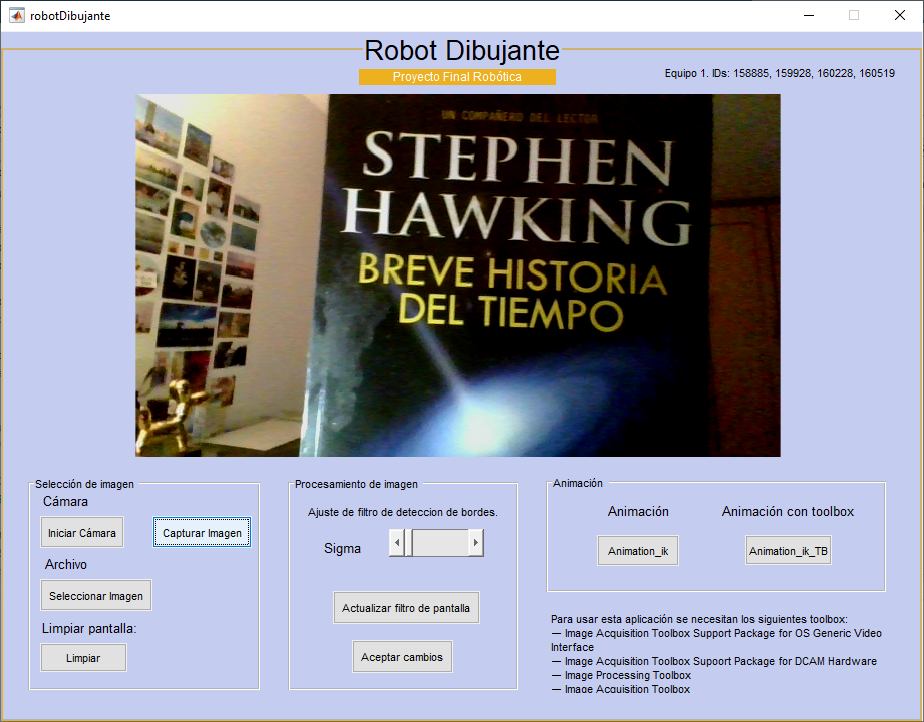 robotDibujante
Robot Dibujante
Proyecto Final Robótica
Equipo 1. IDs: 158885, 159928, 160228, 160519
UN COMPAÑERO DEL LECTOR
STEPHEN
HAWKING
BREVE HISTORIA
DEL TIEMPO
Selección de imagen
Cámara
Iniciar Cámara
Capturar Imagen
Archivo
Seleccionar Imagen
Limpiar pantalla:
Limpiar
Procesamiento de imagen
Ajuste de filtro de deteccion de bordes.
Sigma
Actualizar filtro de pantalla
Aceptar cambios
Animación
Animación
Animación con toolbox
Animation_ik
Animation_ik_TB
Para usar esta aplicación se necesitan los siguientes toolbox:
— Image Acquisition Toolbox Support Package for OS Generic Video
Interface
— Image Acquisition Toolbox Supoort Package for DCAM Hardware
— Image Processing Toolbox
— Image Acquisition Toolbox